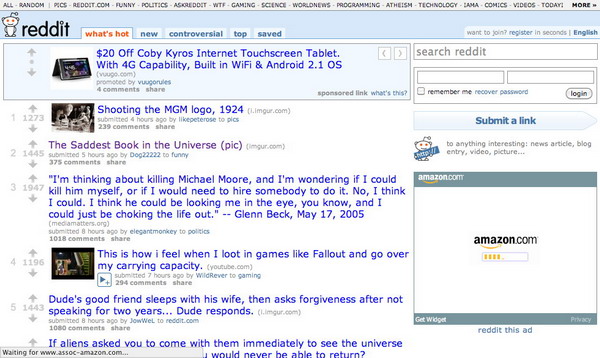 ALL · RANDOM | PICS · REDDIT.COM · FUNNY · POLITICS · ASKREDDIT · WTF · GAMING · SCIENCE · WORLDNEWS · PROGRAMMING · ATHEISM · TECHNOLOGY · IAMA · COMICS · VIDEOS · TODAYI MORE »
reddit what's hot new controversial top saved
want to join? register in seconds | English
$20 Off Coby Kyros Internet Touchscreen Tablet.
With 4G Capability, Built in WiFi & Android 2.1 OS
(vuugo.com)
promoted by vuugorules
4 comments share
sponsored link what's this?
1 1273 Shooting the MGM logo, 1924 (i.imgur.com)
submitted 4 hours ago by likepeterose to pics
239 comments share
2 1445 The Saddest Book in the Universe (pic) (i.imgur.com)
submitted 5 hours ago by Dog22222 to funny
375 comments share
3 1947 "I'm thinking about killing Michael Moore, and I'm wondering if I could
kill him myself, or if I would need to hire somebody to do it. No, I think
I could. I think he could be looking me in the eye, you know, and I
could just be choking the life out." -- Glenn Beck, May 17, 2005
(mediamatters.org)
submitted 8 hours ago by elegantmonkey to politics
1018 comments share
4 1196 This is how i feel when I loot in games like Fallout and go over
my carrying capacity. (youtube.com)
submitted 7 hours ago by WildRever to gaming
294 comments share
5 1443 Dude's good friend sleeps with his wife, then asks forgiveness after not
speaking for two years... Dude responds. (i.imgur.com)
submitted 8 hours ago by JowWeL to reddit.com
1080 comments share
If aliens asked you to come with them immediately to see the universe
u would never be able to return?
Waiting for www.assoc-amazon.com...
search reddit
remember me recover password login
Submit a link
http://
to anything interesting: news article, blog
entry, video, picture...
amazon.com
amazon.com
Get Widget Privacy
reddit this ad